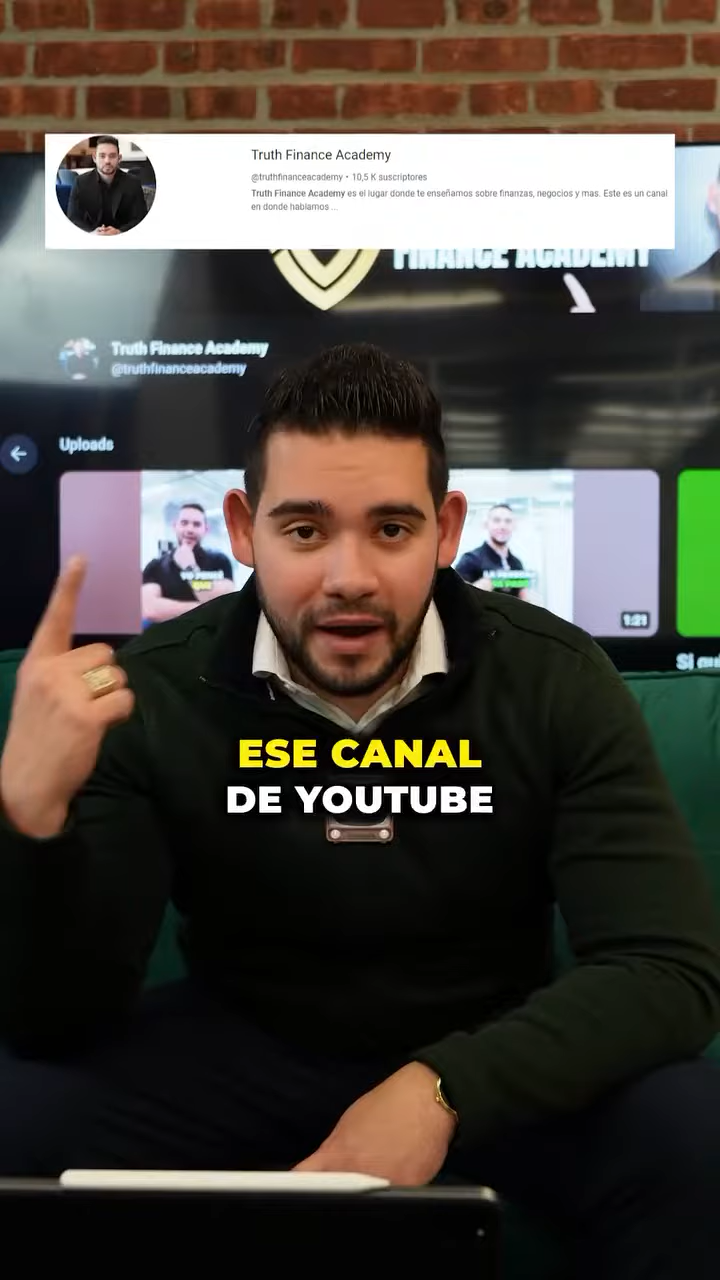 Truth Finance Academy
@truthfinanceacademy • 10,5 K suscriptores
Truth Finance Academy es el lugar donde te enseñamos sobre finanzas, negocios y mas. Este es un canal
en donde hablamos ...
FINANCE ACADEMY
Truth Finance Academy
@truthfinanceacademy
Uploads
1:21
ESE CANAL
DE YOUTUBE